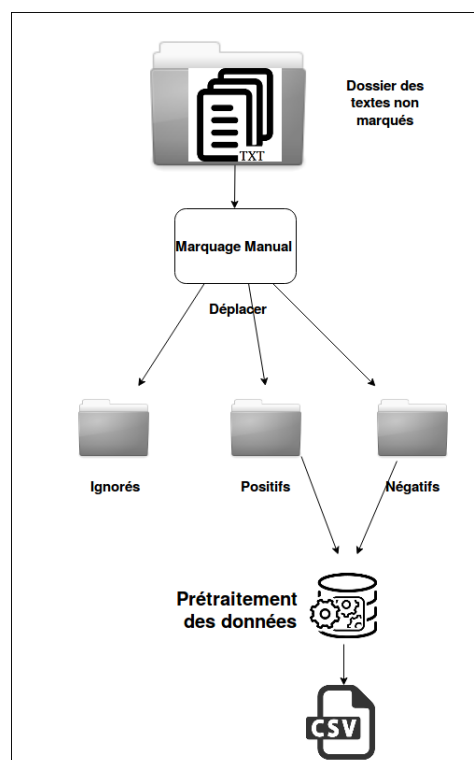 Dossier des
textes non
marqués
TXT
Marquage Manual
Déplacer
Ignorés
Positifs
Négatifs
Prétraitement
des données
CSV